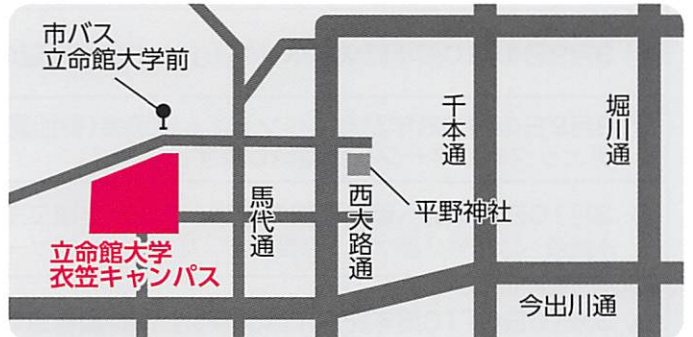 市バス
立命館大学前
千本通
堀川通
馬代通
西大路通
平野神社
立命館大学
衣笠キャンパス
今出川通